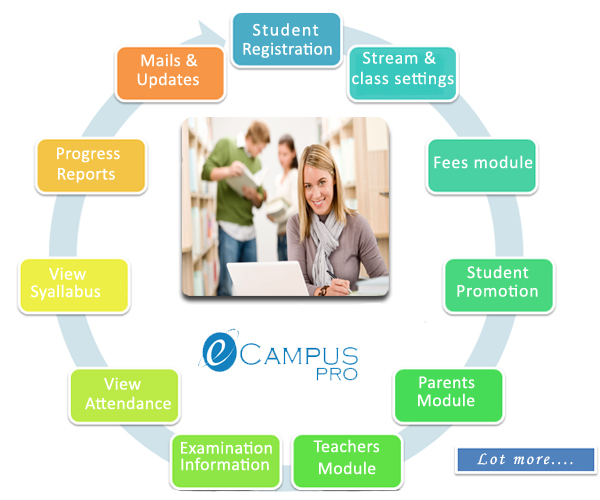 Student
Registration
Stream &
class settings
Fees module
Student
Promotion
Parents
Module
Teachers
Module
Examination
Information
View
Attendance
View
Syallabus
Progress
Reports
Mails &
Updates
eCampus
PRO
Lot more....